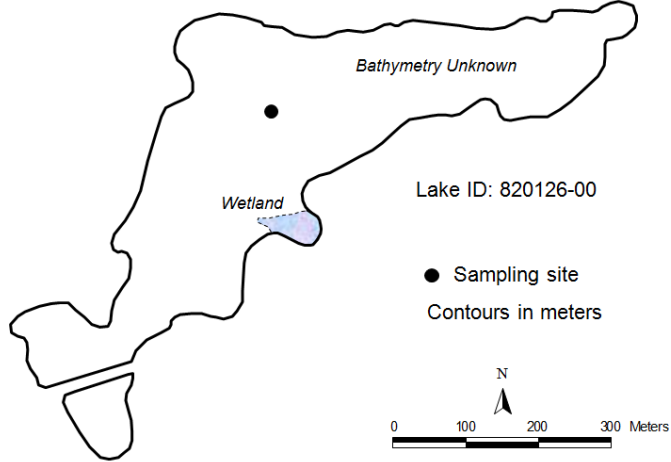 Bathymetry Unknown
Lake ID: 820126-00
Wetland
Sampling site
Contours in meters
N
0 100 200 300 Meters